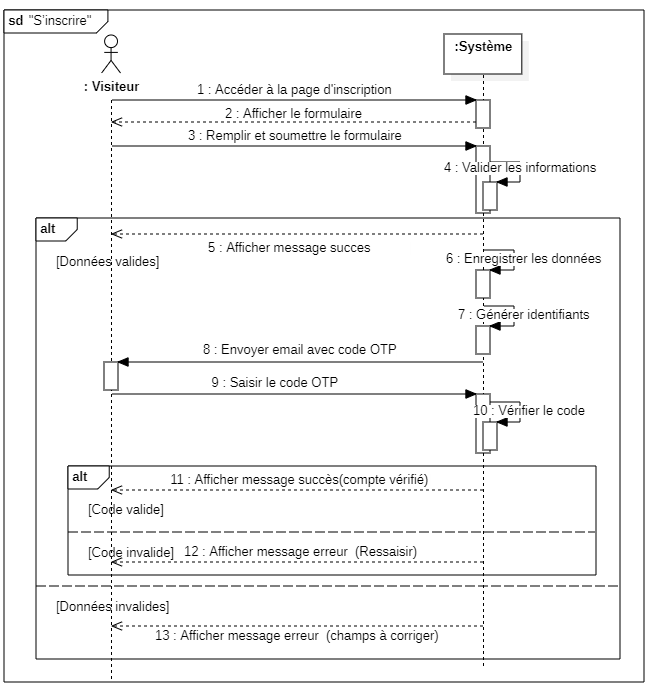 sd "S'inscrire"
:Système
: Visiteur
1 : Accéder à la page d'inscription
2 : Afficher le formulaire
3 : Remplir et soumettre le formulaire
4 : Valider les informations
alt
5 : Afficher message succes
[Données valides]
6 : Enregistrer les données
7 : Générer identifiants
8 : Envoyer email avec code OTP
9 : Saisir le code OTP
10 : Vérifier le code
alt
11 : Afficher message succès(compte vérifié)
[Code valide]
[Code invalide]
12 : Afficher message erreur (Ressaisir)
[Données invalides]
13 : Afficher message erreur (champs à corriger)